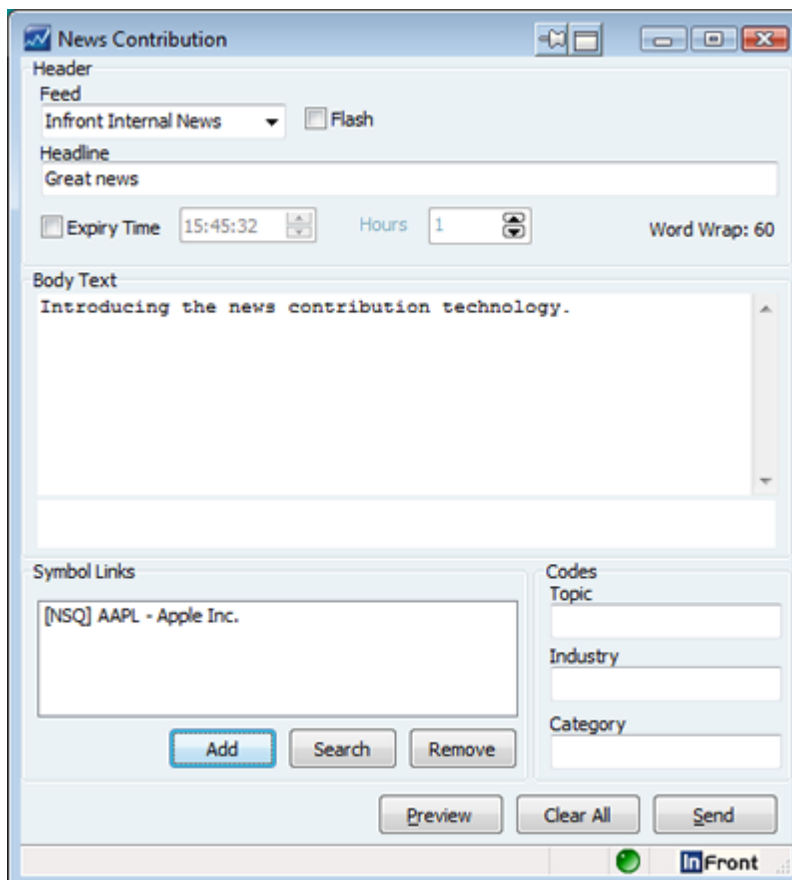 News Contribution
Header
Feed
Infront Internal News
Flash
Headline
Great news
Expiry Time 15:45:32 Hours 1 Word Wrap: 60
Body Text
Introducing the news contribution technology.
Symbol Links
[NSQ] AAPL - Apple Inc.
Add Search Remove
Codes
Topic
Industry
Category
Preview Clear All Send
InFront